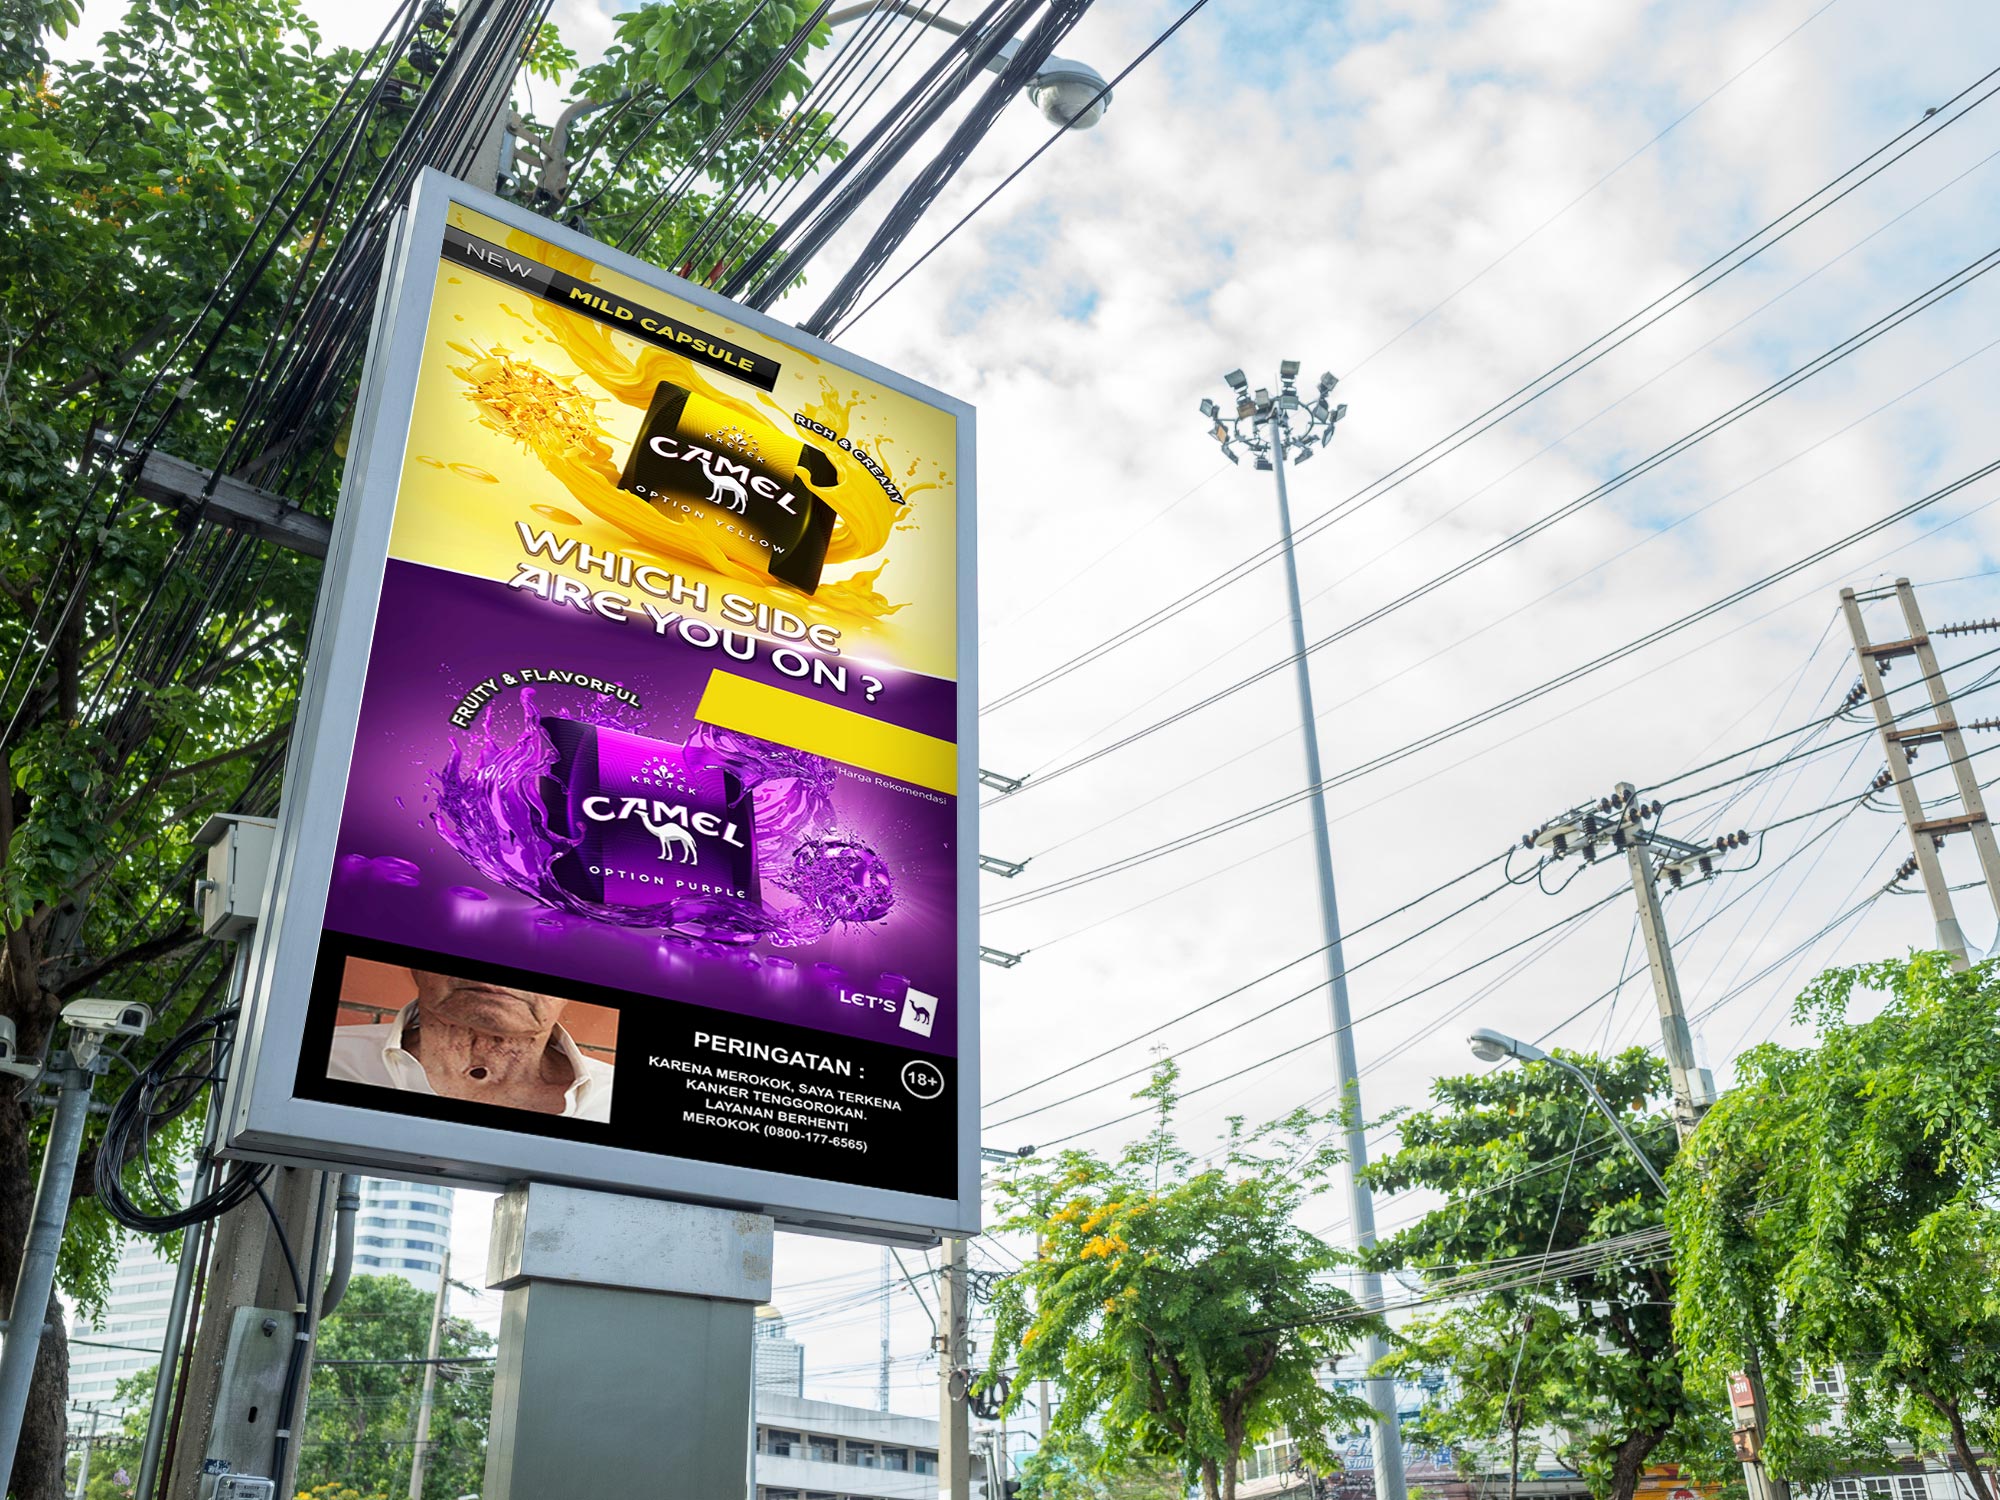 NEW
MILD CAPSULE
RICH & CREAMY
QUALITY
KRETEK
CAMEL
OPTION YELLOW
WHICH SIDE
ARE YOU ON ?
FRUITY & FLAVORFUL
*Harga Rekomendasi
QUALITY
KRETEK
CAMEL
OPTION PURPLE
LET'S
PERINGATAN :
18+
KARENA MEROKOK, SAYA TERKENA
KANKER TENGGOROKAN.
LAYANAN BERHENTI
MEROKOK (0800-177-6565)
3H